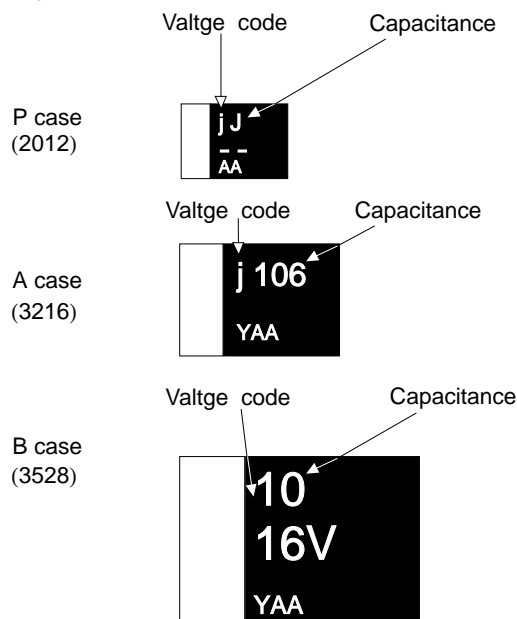 Valtge code Capacitance
P case
(2012)
j J
AA
Valtge code Capacitance
A case
(3216)
j 106
YAA
Valtge code Capacitance
B case
(3528)
10
16V
YAA